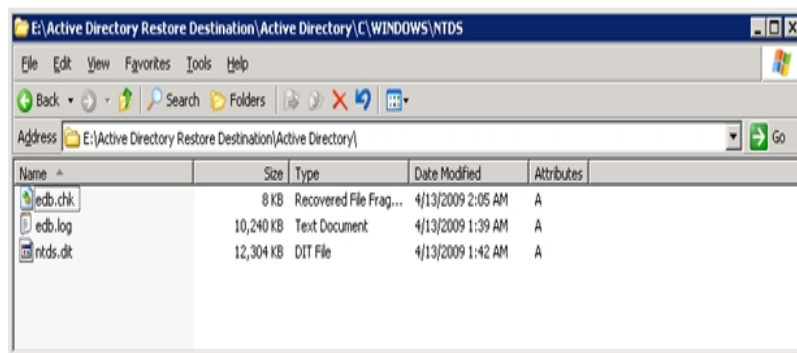 E:\Active Directory Restore Destination\Active Directory\C\WINDOWS\NTDS
File Edit View Favorites Tools Help
Back Search Folders
Address E:\Active Directory Restore Destination\Active Directory\ Go
Name Size Type Date Modified Attributes
edb.chk 8 KB Recovered File Frag... 4/13/2009 2:05 AM A
edb.log 10,240 KB Text Document 4/13/2009 1:39 AM A
ntds.dit 12,304 KB DIT File 4/13/2009 1:42 AM A